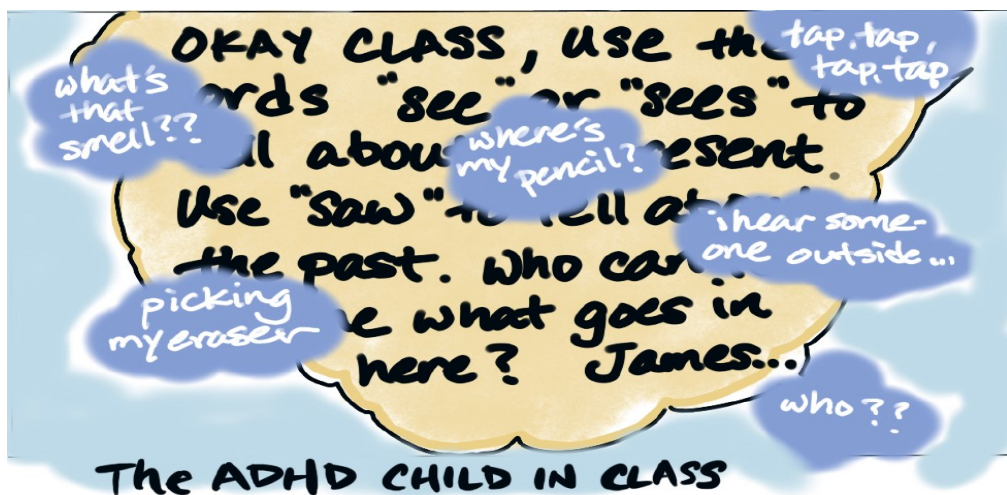 OKAY CLASS, use the
ords "see" or "sees" to
ll abou esent.
Use "saw" to tell ab
the past. Who can
e what goes in
here? James...
tap, tap,
tap, tap
what's
that
smell??
where's
my pencil?
i hear some-
one outside...
picking
my eraser
who??
The ADHD CHILD IN CLASS